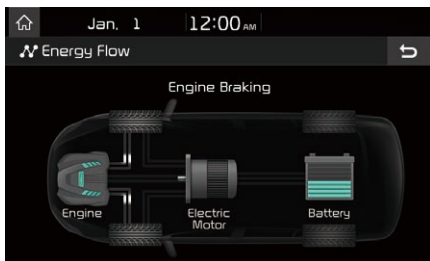 Jan. 1 12:00 AM
Energy Flow
Engine Braking
Engine
Electric
Motor
Battery